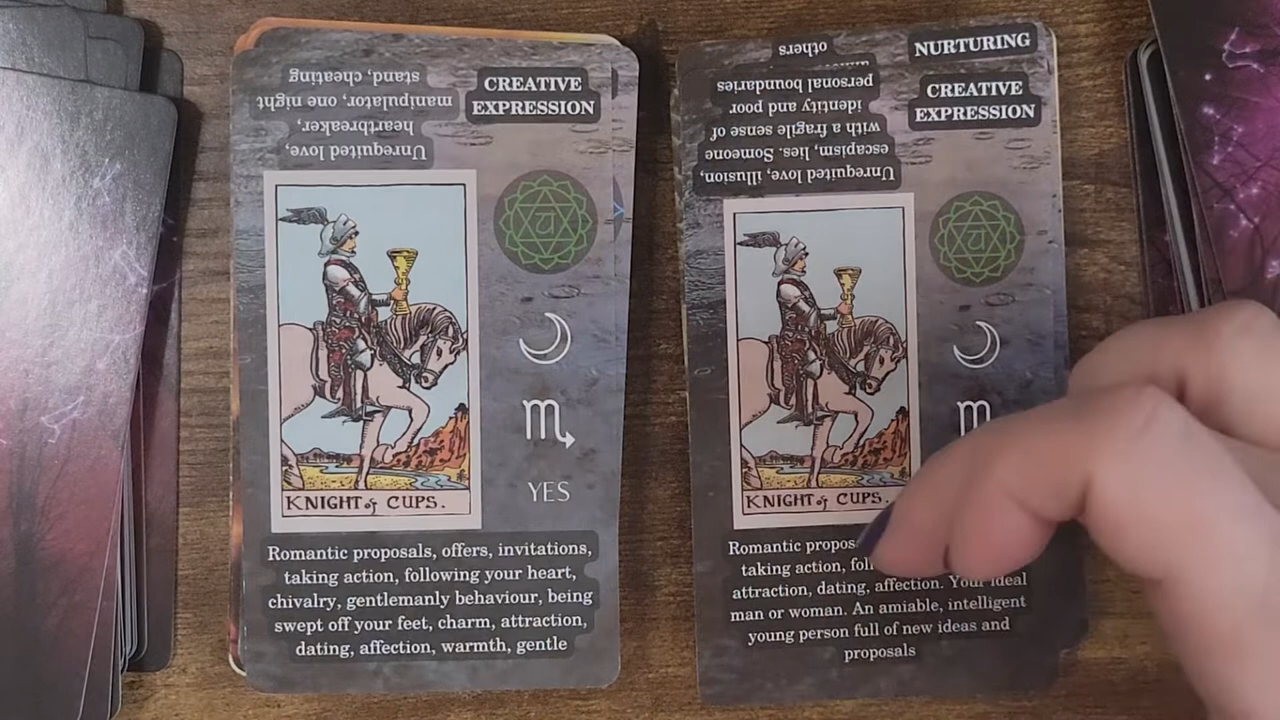 CREATIVE
EXPRESSION
Unrequited love,
heartbreaker,
manipulator, one night
stand, cheating
KNIGHT of CUPS.
YES
Romantic proposals, offers, invitations,
taking action, following your heart,
chivalry, gentlemanly behaviour, being
swept off your feet, charm, attraction,
dating, affection, warmth, gentle
NURTURING
others
CREATIVE
EXPRESSION
Unrequited love, illusion,
escapism, lies. Someone
with a fragile sense of
identity and poor
personal boundaries
KNIGHT of CUPS.
Romantic
taking action,
attraction, dating, affection. Your ideal
man or woman. An amiable, intelligent
young person full of new ideas and
proposals